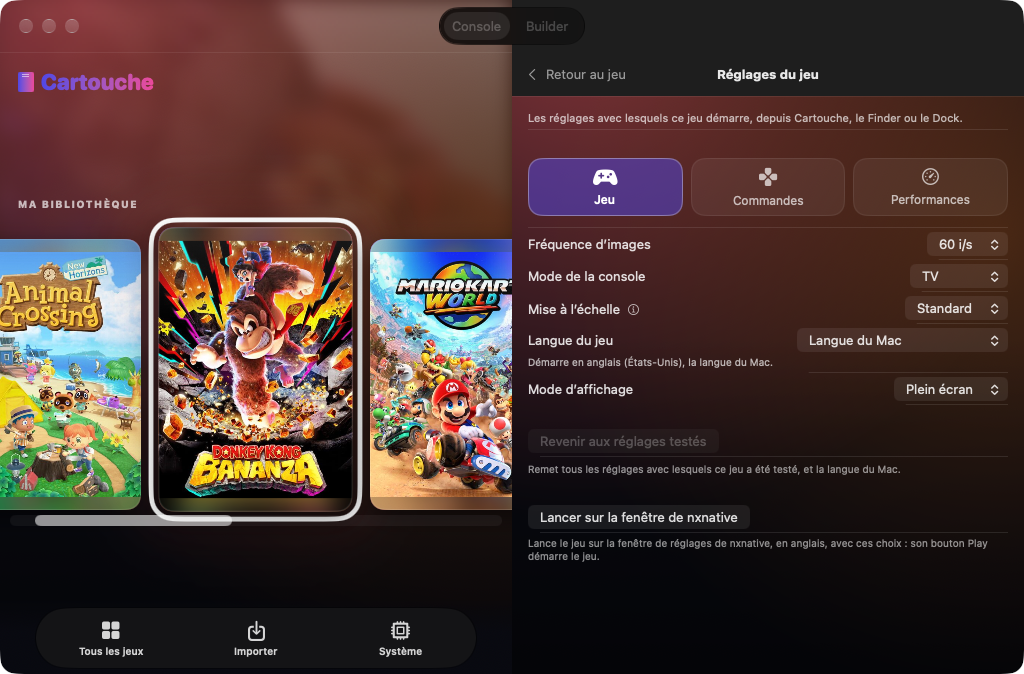 Console
Builder
Cartouche
Retour au jeu
Réglages du jeu
Les réglages avec lesquels ce jeu démarre, depuis Cartouche, le Finder ou le Dock.
Jeu
Commandes
Performances
MA BIBLIOTHÈQUE
New Horizons
Animal
Crossing
DONKEY KONG
BANANZA
MARIOKART
WORLD
Fréquence d’images
60 i/s
Mode de la console
TV
Mise à l’échelle
Standard
Langue du jeu
Langue du Mac
Démarre en anglais (États-Unis), la langue du Mac.
Mode d’affichage
Plein écran
Revenir aux réglages testés
Remet tous les réglages avec lesquels ce jeu a été testé, et la langue du Mac.
Lancer sur la fenêtre de nxnative
Lance le jeu sur la fenêtre de réglages de nxnative, en anglais, avec ces choix : son bouton Play
démarre le jeu.
Tous les jeux
Importer
Système